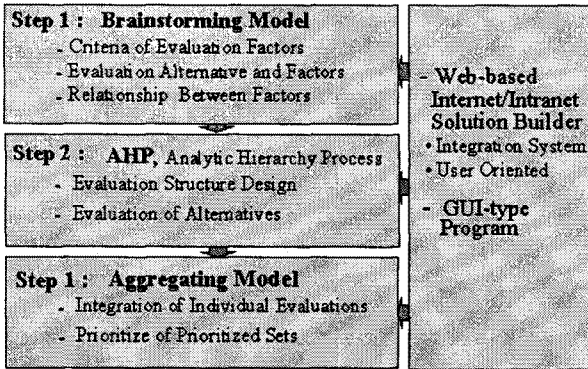 Step 1 : Brainstorming Model
- Criteria of Evaluation Factors
- Evaluation Alternative and Factors
- Relationship Between Factors
Step 2 : AHP, Analytic Hierarchy Process
- Evaluation Structure Design
- Evaluation of Alternatives
Step 1 : Aggregating Model
- Integration of Individual Evaluations
- Prioritize of Prioritized Sets
- Web-based
Internet/Intranet
Solution Builder
• Integration System
• User Oriented
- GUI-type
Program